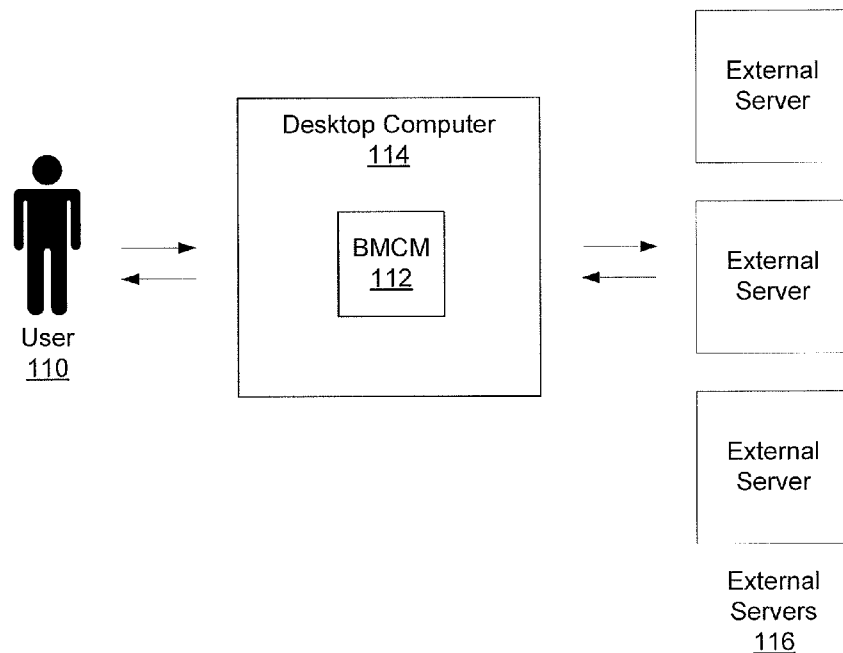 Desktop Computer
114
BMCM
112
User
110
External
Server
External
Server
External
Server
External
Servers
116